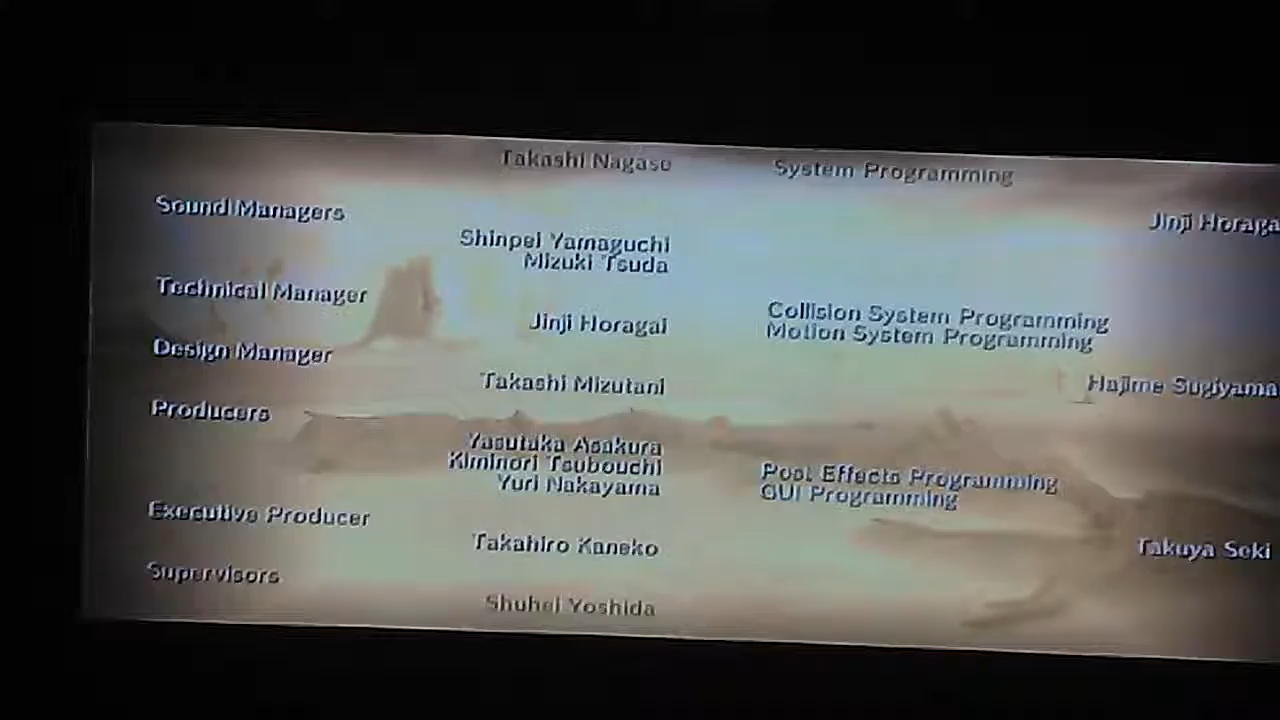 Takashi Nagase
Sound Managers
Shinpei Yamaguchi
Mizuki Tsuda
Technical Manager
Jinji Horagai
Design Manager
Takashi Mizutani
Producers
Yasutaka Asakura
Kiminori Tsubouchi
Yuri Nakayama
Executive Producer
Takahiro Kaneko
Supervisors
Shuhei Yoshida
System Programming
Jinji Horaga
Collision System Programming
Motion System Programming
Hajime Sugiyama
Post Effects Programming
GUI Programming
Takuya Seki